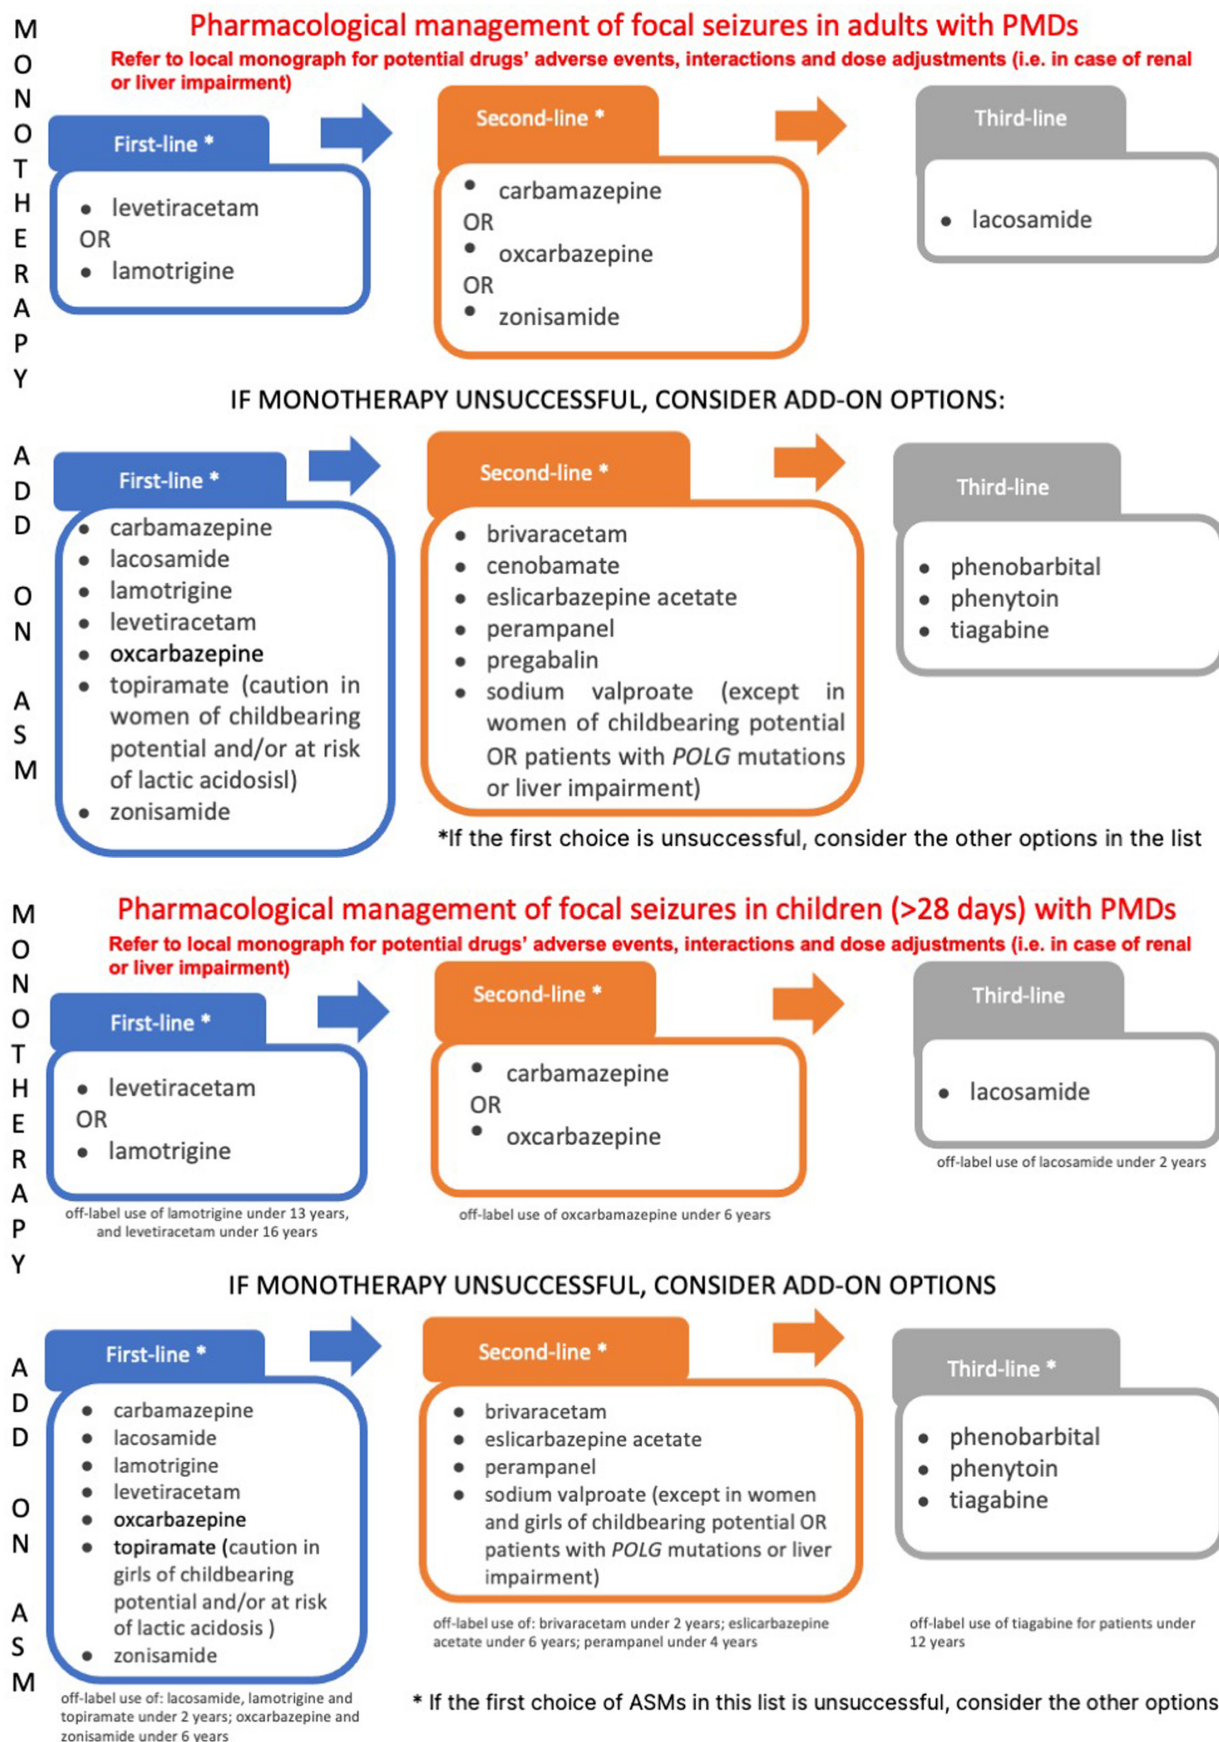 MONOTHERAPY
Pharmacological management of focal seizures in adults with PMDs
Refer to local monograph for potential drugs' adverse events, interactions and dose adjustments (i.e. in case of renal
or liver impairment)
First-line *
• levetiracetam
OR
• lamotrigine
Second-line *
• carbamazepine
OR
• oxcarbazepine
OR
• zonisamide
Third-line
• lacosamide
IF MONOTHERAPY UNSUCCESSFUL, CONSIDER ADD-ON OPTIONS:
ADD ON ASM
First-line *
• carbamazepine
• lacosamide
• lamotrigine
• levetiracetam
• oxcarbazepine
• topiramate (caution in
women of childbearing
potential and/or at risk
of lactic acidosisl)
• zonisamide
Second-line *
• brivaracetam
• cenobamate
• eslicarbazepine acetate
• perampanel
• pregabalin
• sodium valproate (except in
women of childbearing potential
OR patients with POLG mutations
or liver impairment)
Third-line
• phenobarbital
• phenytoin
• tiagabine
*If the first choice is unsuccessful, consider the other options in the list
MONOTHERAPY
Pharmacological management of focal seizures in children (>28 days) with PMDs
Refer to local monograph for potential drugs' adverse events, interactions and dose adjustments (i.e. in case of renal
or liver impairment)
First-line *
• levetiracetam
OR
• lamotrigine
off-label use of lamotrigine under 13 years,
and levetiracetam under 16 years
Second-line *
• carbamazepine
OR
• oxcarbazepine
off-label use of oxcarbamazepine under 6 years
Third-line
• lacosamide
off-label use of lacosamide under 2 years
IF MONOTHERAPY UNSUCCESSFUL, CONSIDER ADD-ON OPTIONS
ADD ON ASM
First-line *
• carbamazepine
• lacosamide
• lamotrigine
• levetiracetam
• oxcarbazepine
• topiramate (caution in
girls of childbearing
potential and/or at risk
of lactic acidosis )
• zonisamide
off-label use of: lacosamide, lamotrigine and
topiramate under 2 years; oxcarbazepine and
zonisamide under 6 years
Second-line *
• brivaracetam
• eslicarbazepine acetate
• perampanel
• sodium valproate (except in women
and girls of childbearing potential OR
patients with POLG mutations or liver
impairment)
off-label use of: brivaracetam under 2 years; eslicarbazepine
acetate under 6 years; perampanel under 4 years
Third-line *
• phenobarbital
• phenytoin
• tiagabine
off-label use of tiagabine for patients under
12 years
* If the first choice of ASMs in this list is unsuccessful, consider the other options